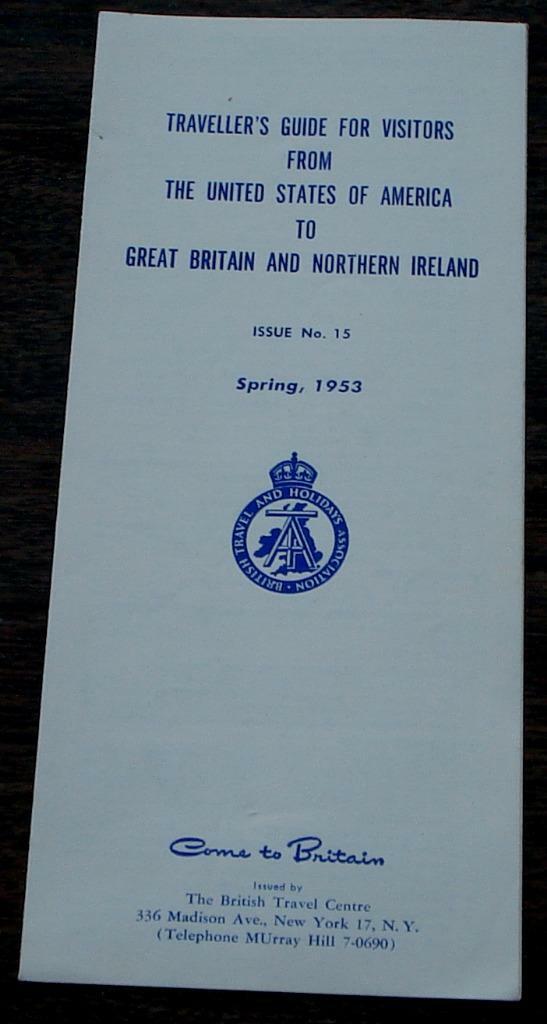 TRAVELLER'S GUIDE FOR VISITORS
FROM
THE UNITED STATES OF AMERICA
TO
GREAT BRITAIN AND NORTHERN IRELAND
ISSUE No. 15
Spring, 1953
BRITISH TRAVEL AND HOLIDAYS ASSOCIATION ·
TA
Come to Britain
Issued by
The British Travel Centre
336 Madison Ave., New York 17, N. Y.
(Telephone MUrray Hill 7-0690)